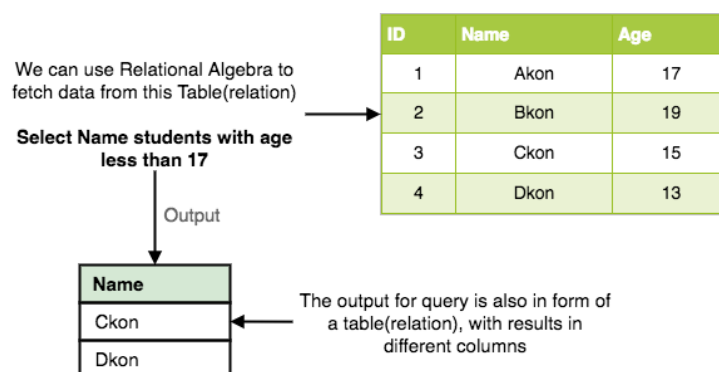 We can use Relational Algebra to
fetch data from this Table(relation)
Select Name students with age
less than 17
ID Name Age
1 Akon 17
2 Bkon 19
3 Ckon 15
4 Dkon 13
Output
Name
Ckon
Dkon
The output for query is also in form of
a table(relation), with results in
different columns